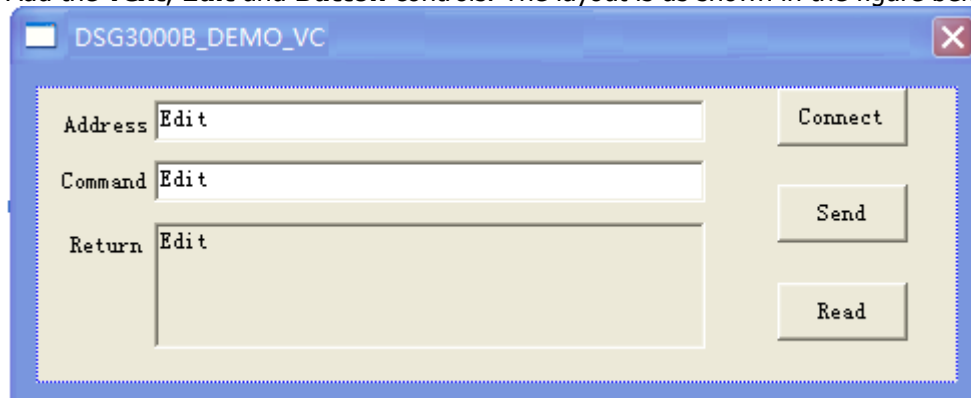 Add the Text, Edit and Button controls. The layout is as shown in the figure bel
DSG3000B_DEMO_VC
Address Edit Connect
Command Edit
Send
Return Edit
Read